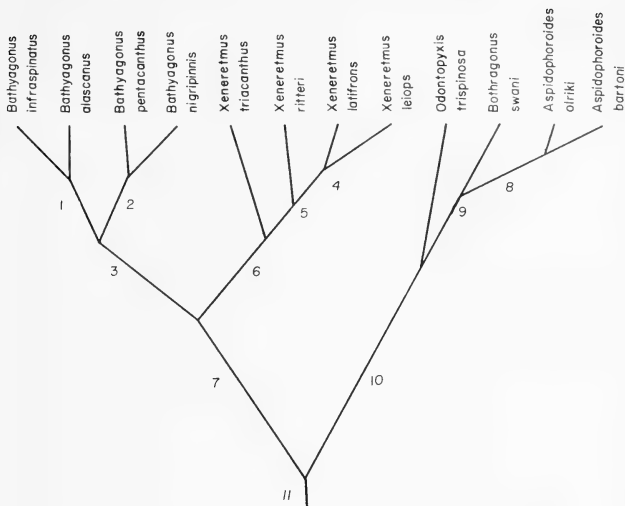 Bathyagonus
infraspinatus
Bathyagonus
alascanus
Bathyagonus
pentacanthus
Bathyagonus
nigripinnis
Xeneretmus
triacanthus
Xeneretmus
ritteri
Xeneretmus
latifrons
Xeneretmus
leiops
Odontopyxis
trispinosa
Bothragonus
swani
Aspidophoroides
olriki
Aspidophoroides
bartoni
1
2
3
4
5
6
7
8
9
10
11